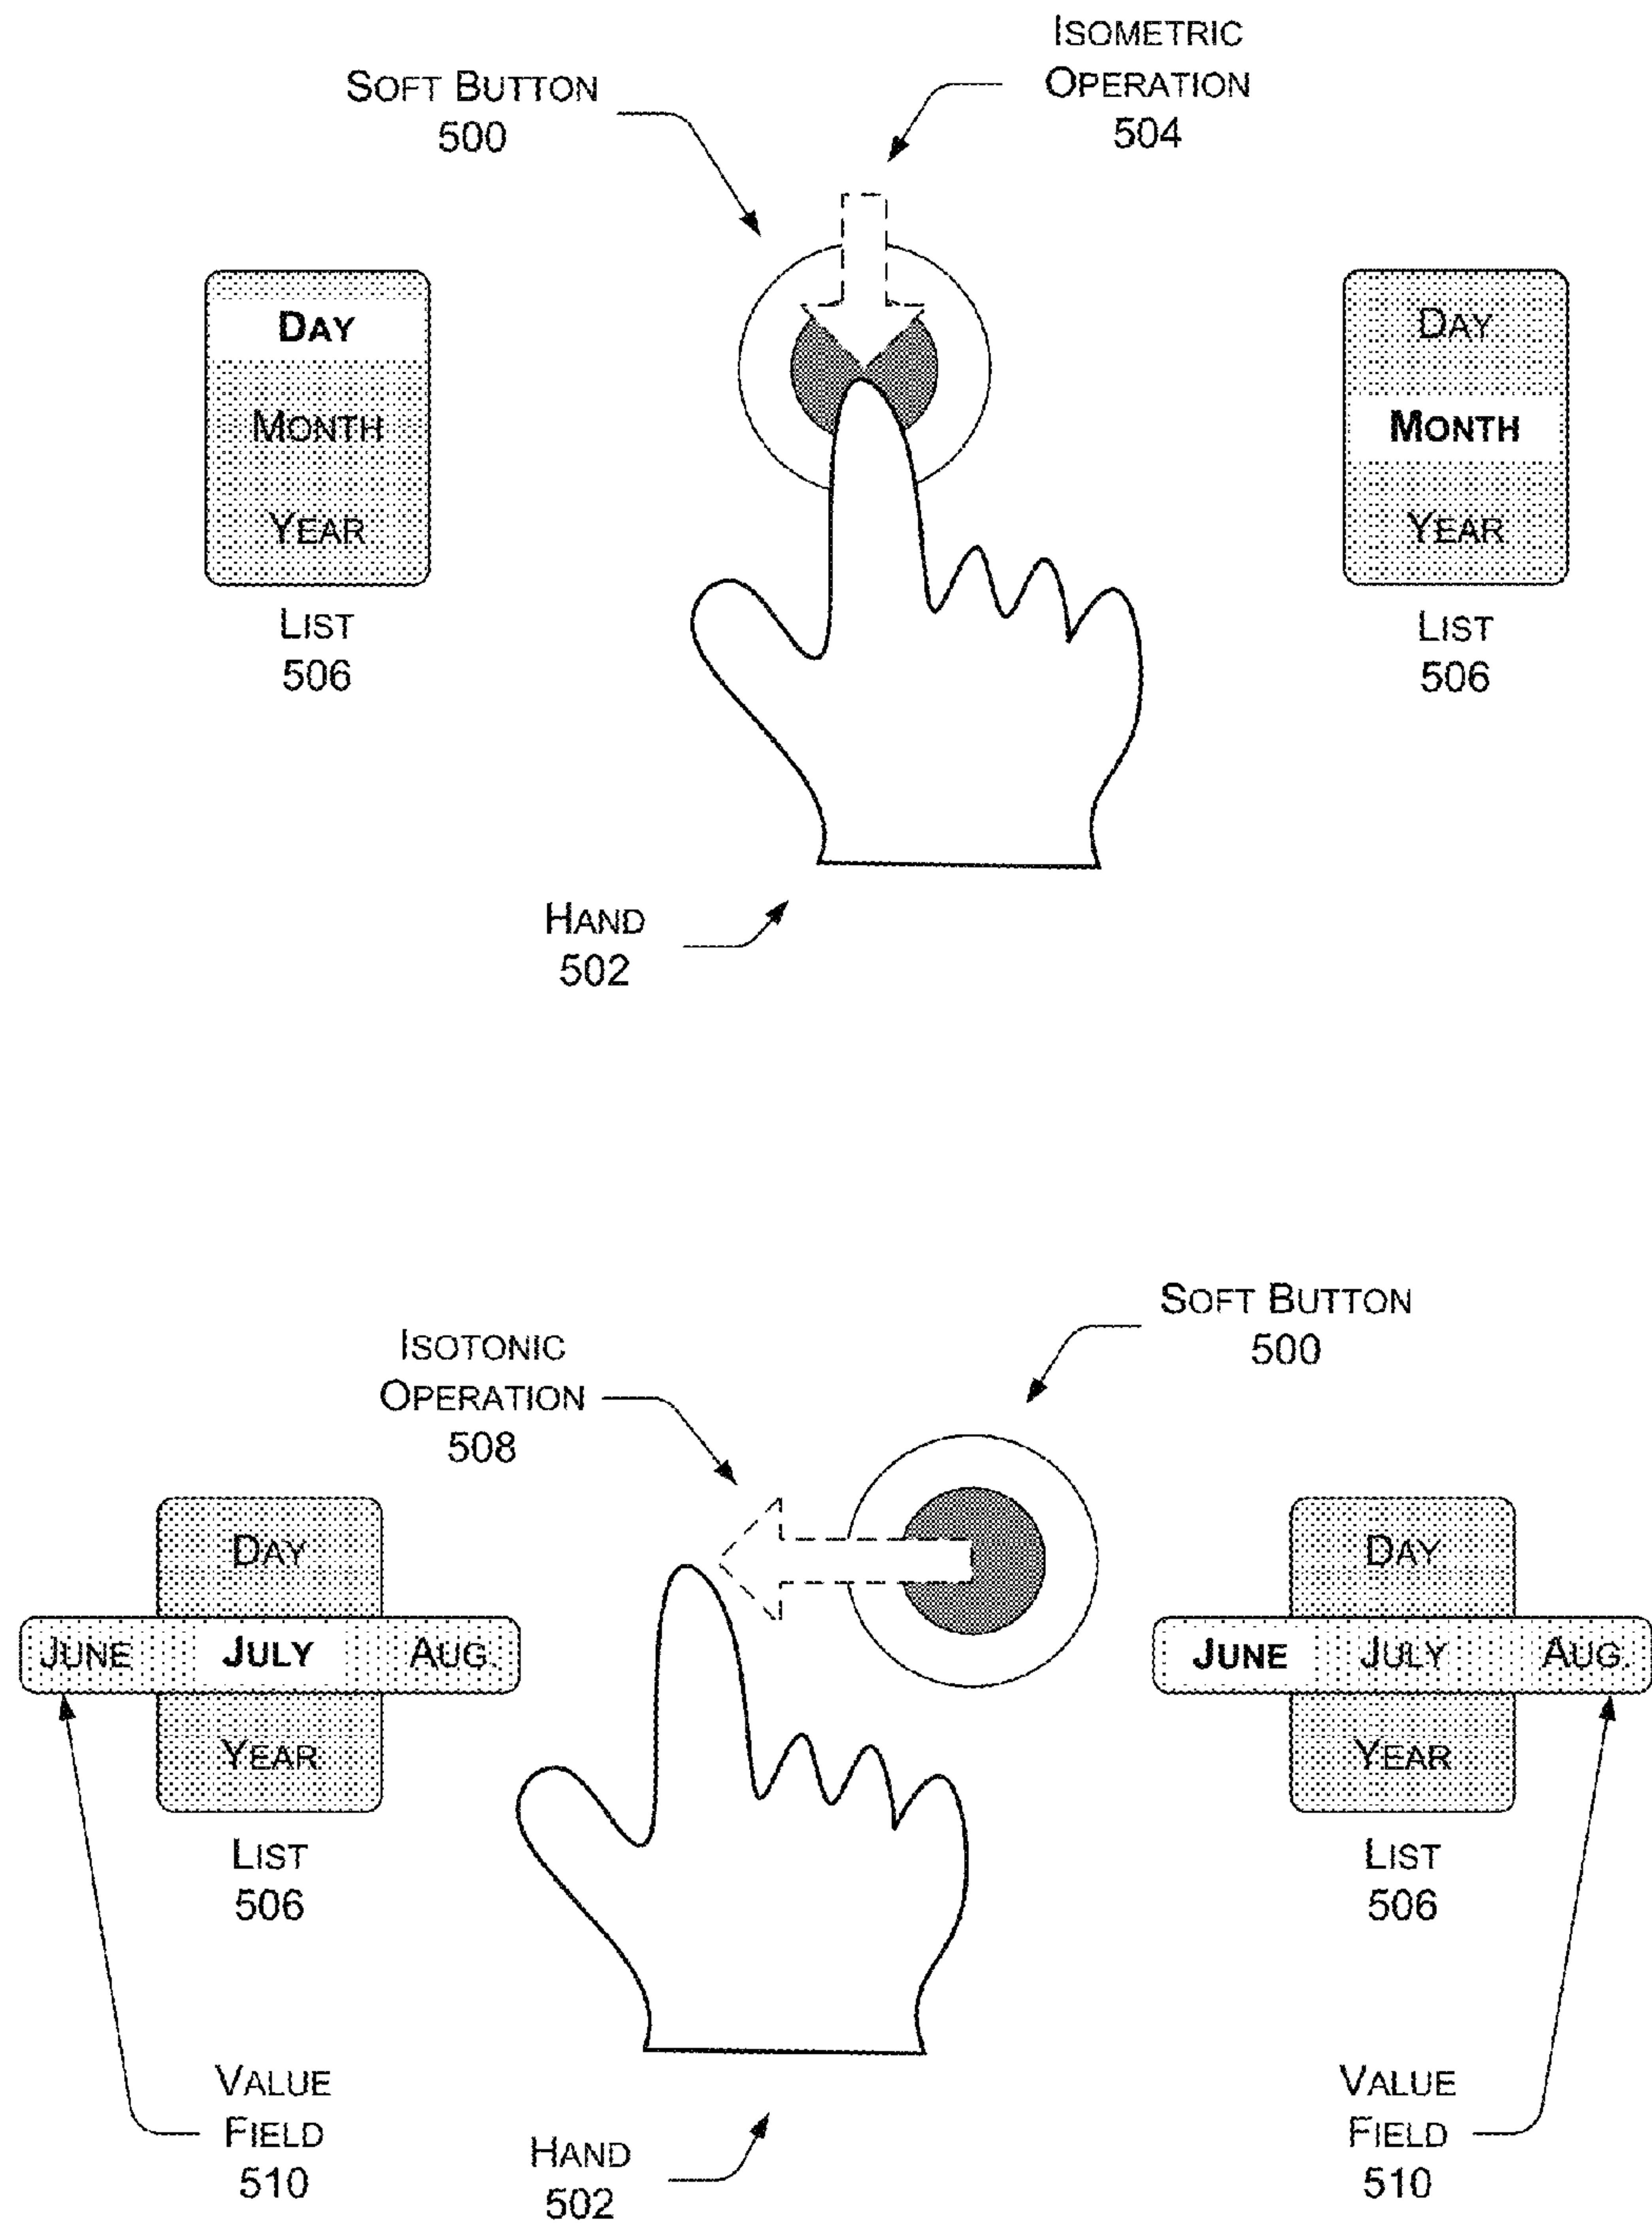 ISOMETRIC
OPERATION
504
SOFT BUTTON
500
DAY
MONTH
YEAR
LIST
506
DAY
MONTH
YEAR
LIST
506
HAND
502
SOFT BUTTON
500
ISOTONIC
OPERATION
508
DAY
JUNE JULY AUG.
YEAR
LIST
506
DAY
JUNE JULY AUG.
YEAR
LIST
506
VALUE
FIELD
510
HAND
502
VALUE
FIELD
510